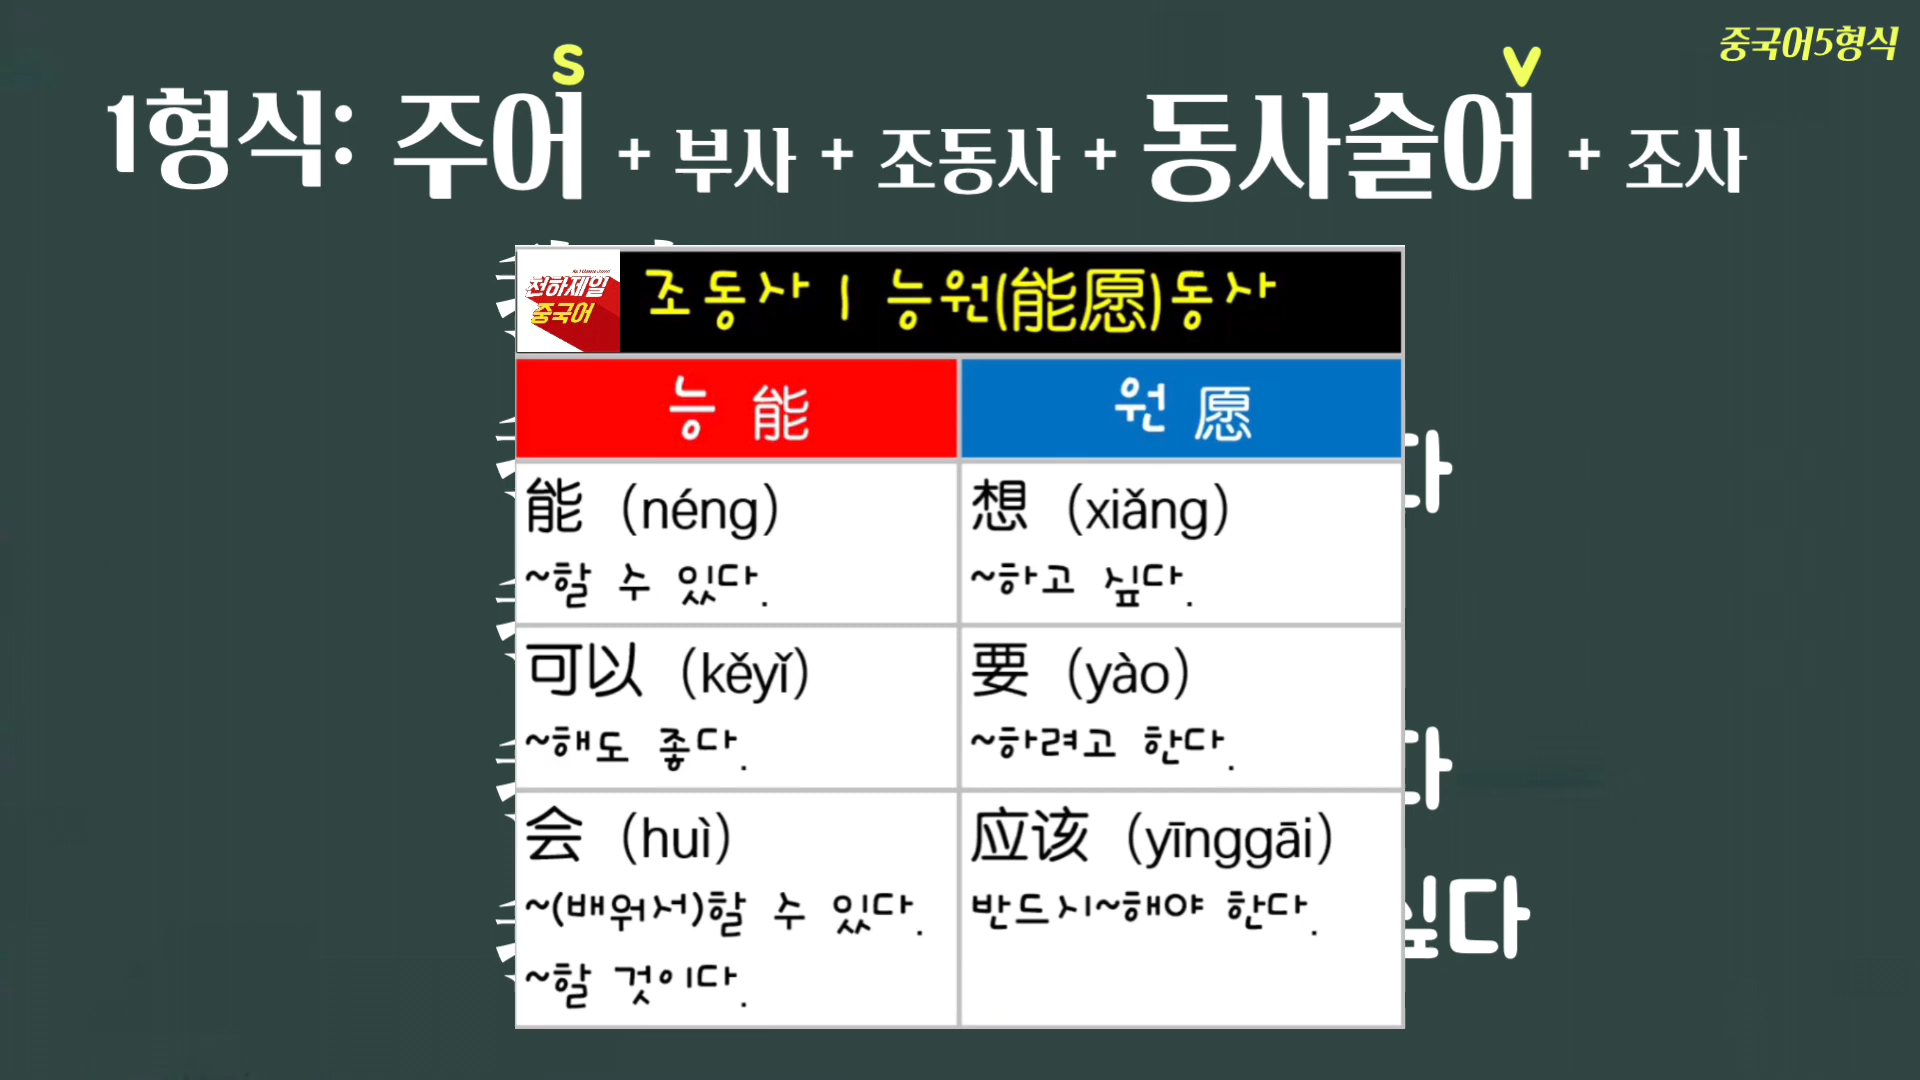 중국어5형식
S V
1형식: 주어 + 부사 + 조동사 + 동사술어 + 조사
천하제일
중국어
조동사 | 능원(能愿)동사
능 能 원 愿
能 (néng) 想 (xiǎng)
~할 수 있다. ~하고 싶다.
可以 (kěyǐ) 要 (yào)
~해도 좋다. ~하려고 한다.
会 (huì) 应该 (yīnggāi)
~(배워서)할 수 있다. 반드시~해야 한다.
~할 것이다.
다
다
싶다